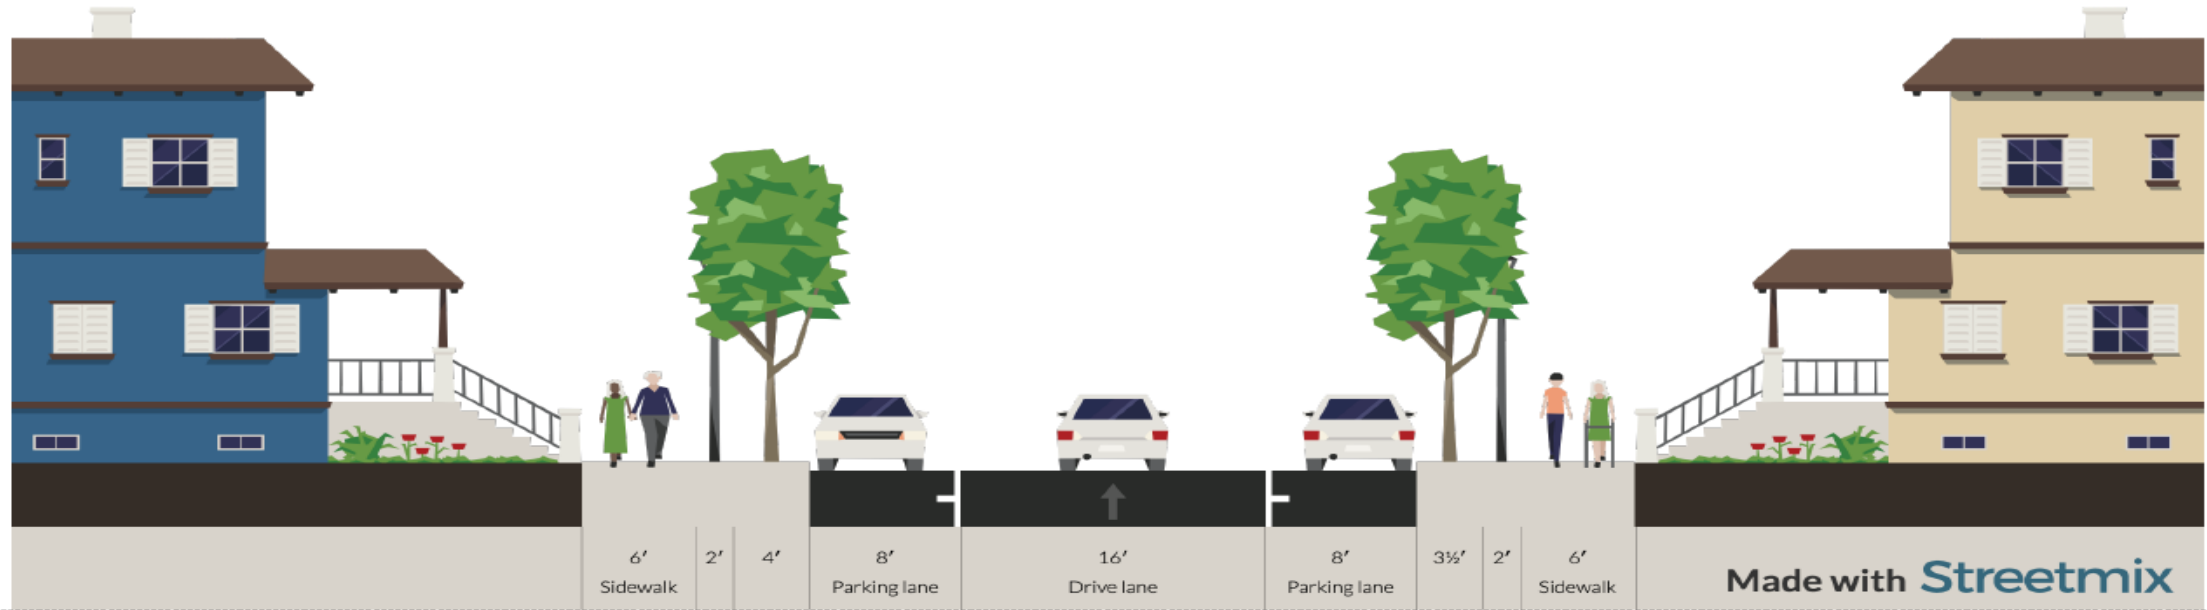 6′ 2′ 4′ 8′ 16′ 8′ 3½′ 2′ 6′
Sidewalk Parking lane Drive lane Parking lane Sidewalk
Made with Streetmix